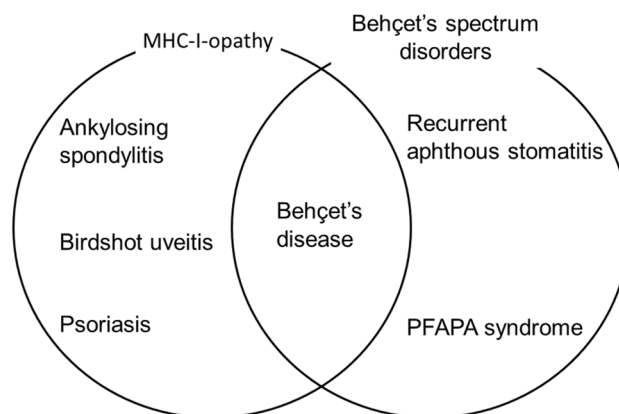 MHC-I-opathy
Behçet's spectrum
disorders
Ankylosing
spondylitis
Birdshot uveitis
Psoriasis
Behçet's
disease
Recurrent
aphthous stomatitis
PFAPA syndrome